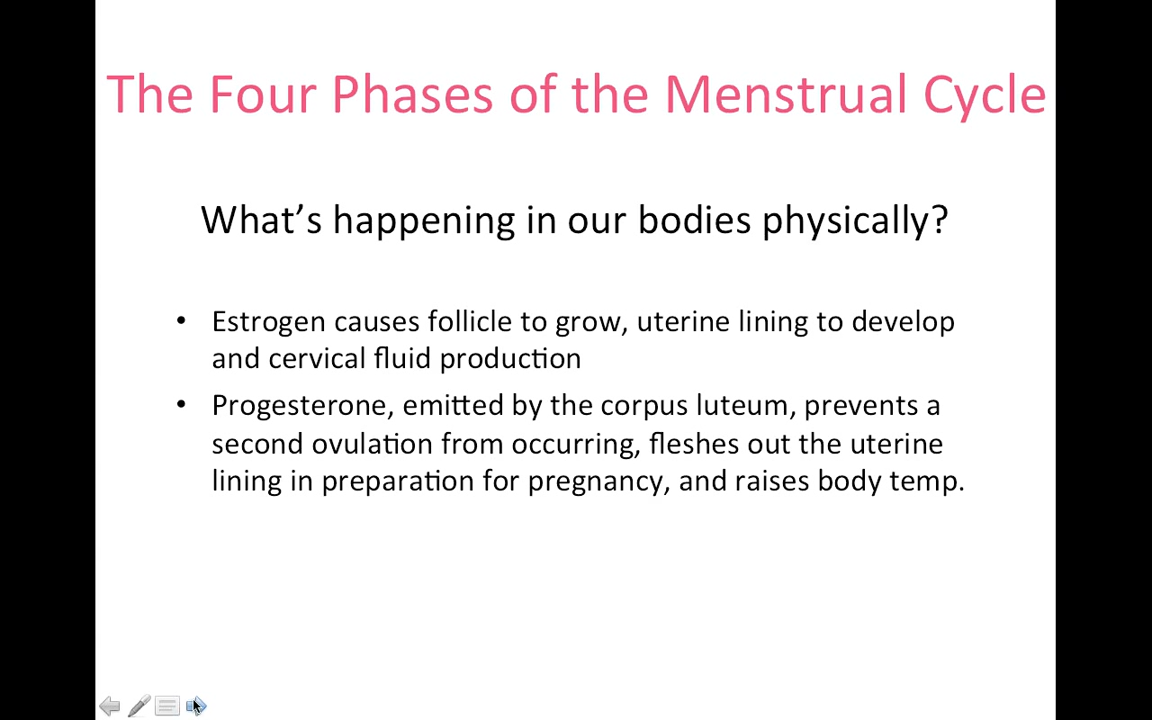 The Four Phases of the Menstrual Cycle
What’s happening in our bodies physically?
• Estrogen causes follicle to grow, uterine lining to develop
and cervical fluid production
• Progesterone, emitted by the corpus luteum, prevents a
second ovulation from occurring, fleshes out the uterine
lining in preparation for pregnancy, and raises body temp.